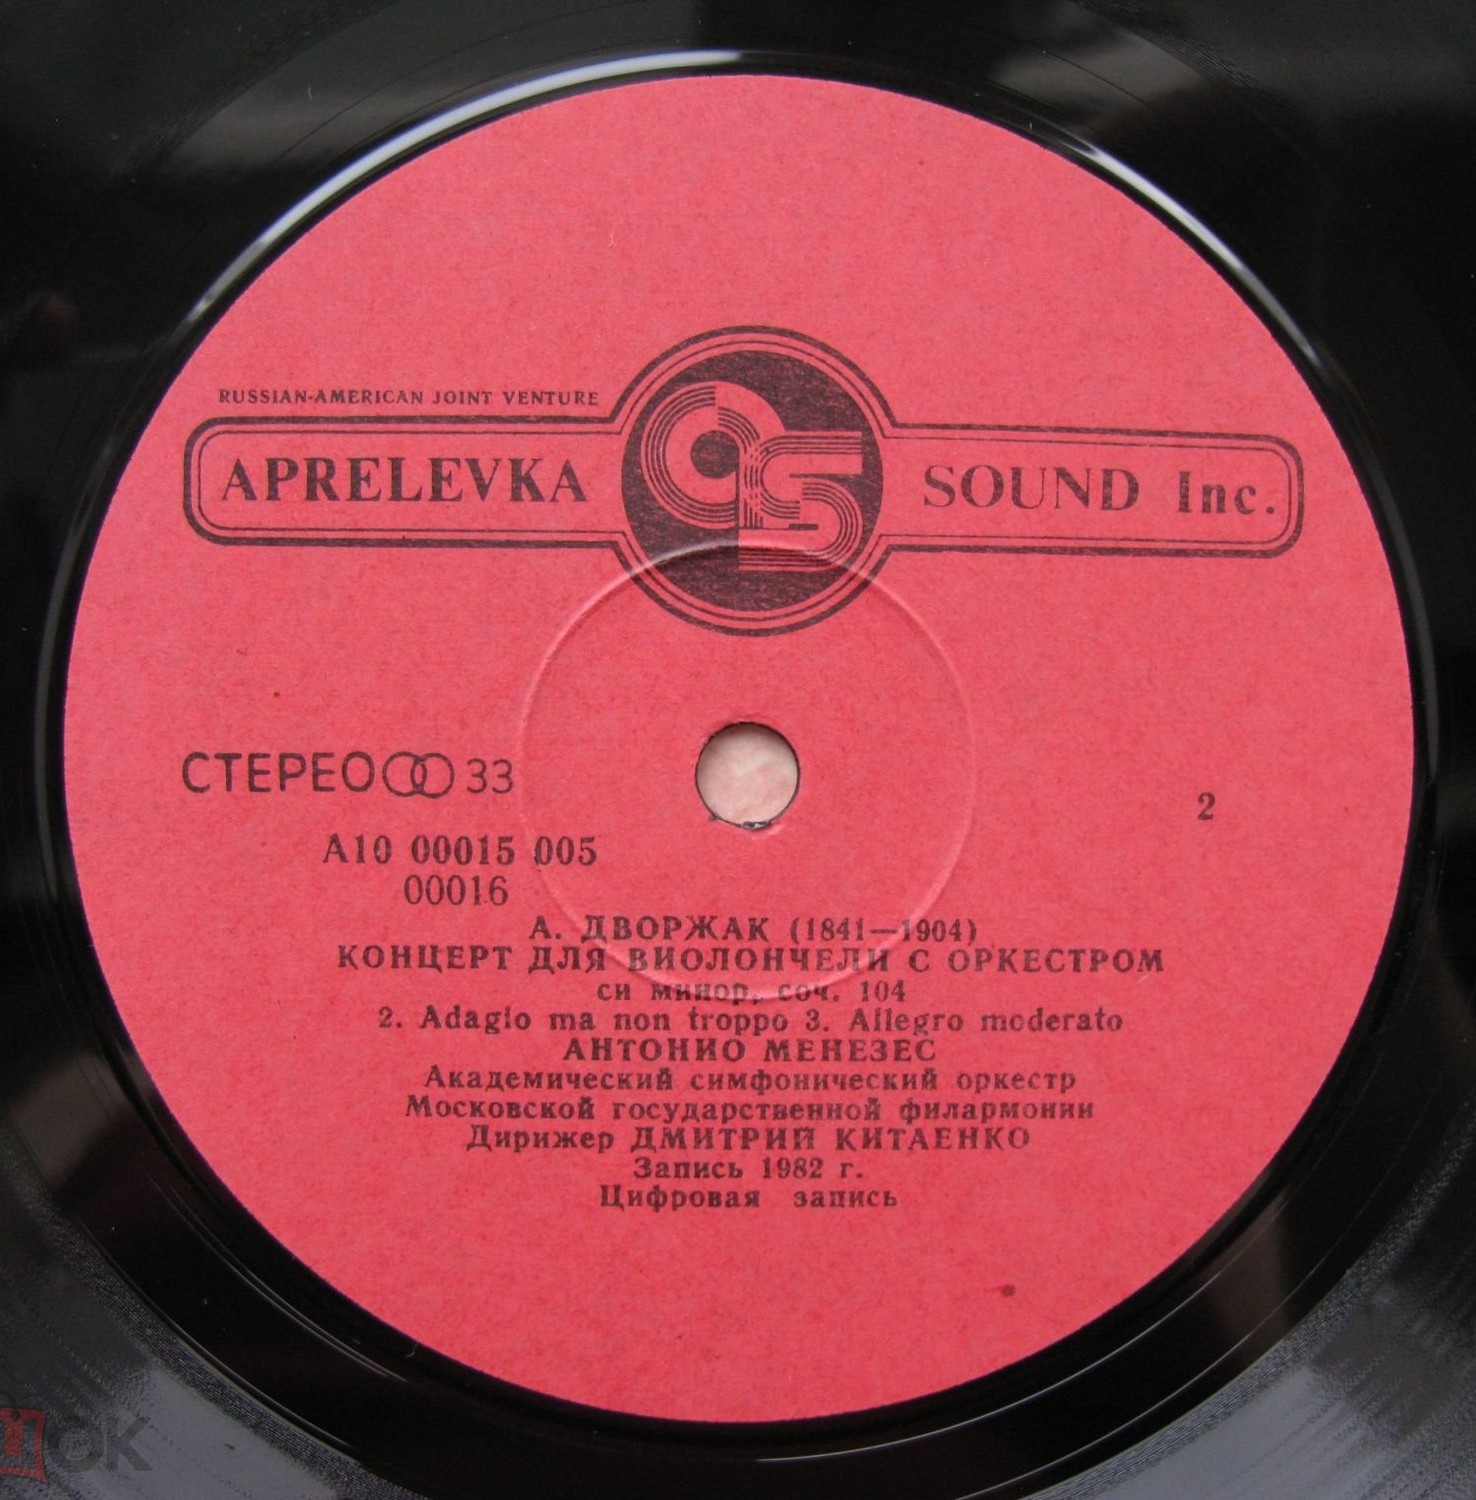 RUSSIAN-AMERICAN JOINT VENTURE
APRELEVKA SOUND Inc.
СТЕРЕО 33
2
А10 00015 005
00016
А. ДВОРЖАК (1841—1904)
КОНЦЕРТ ДЛЯ ВИОЛОНЧЕЛИ С ОРКЕСТРОМ
си минор, соч. 104
2. Adagio ma non troppo 3. Allegro moderato
АНТОНИО МЕНЕЗЕС
Академический симфонический оркестр
Московской государственной филармонии
Дирижер ДМИТРИЙ КИТАЕНКО
Запись 1982 г.
Цифровая запись